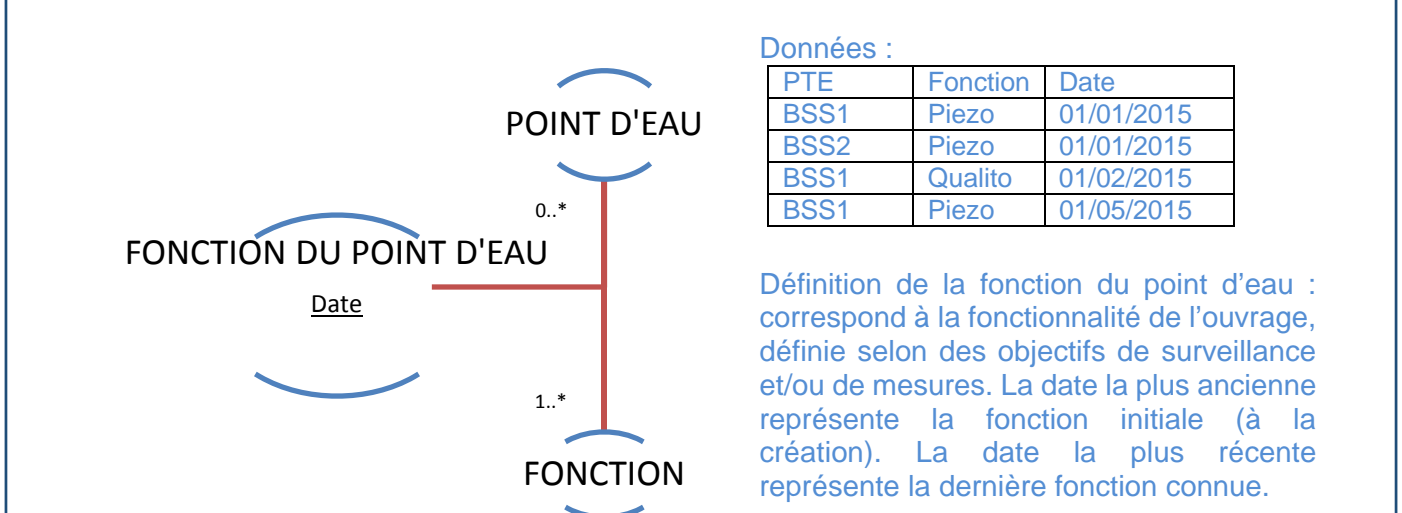 POINT D'EAU
0..*
FONCTION DU POINT D'EAU
Date
1..*
FONCTION
Données :
PTE Fonction Date
BSS1 Piezo 01/01/2015
BSS2 Piezo 01/01/2015
BSS1 Qualito 01/02/2015
BSS1 Piezo 01/05/2015
Définition de la fonction du point d’eau :
correspond à la fonctionnalité de l’ouvrage,
définie selon des objectifs de surveillance
et/ou de mesures. La date la plus ancienne
représente la fonction initiale (à la
création). La date la plus récente
représente la dernière fonction connue.